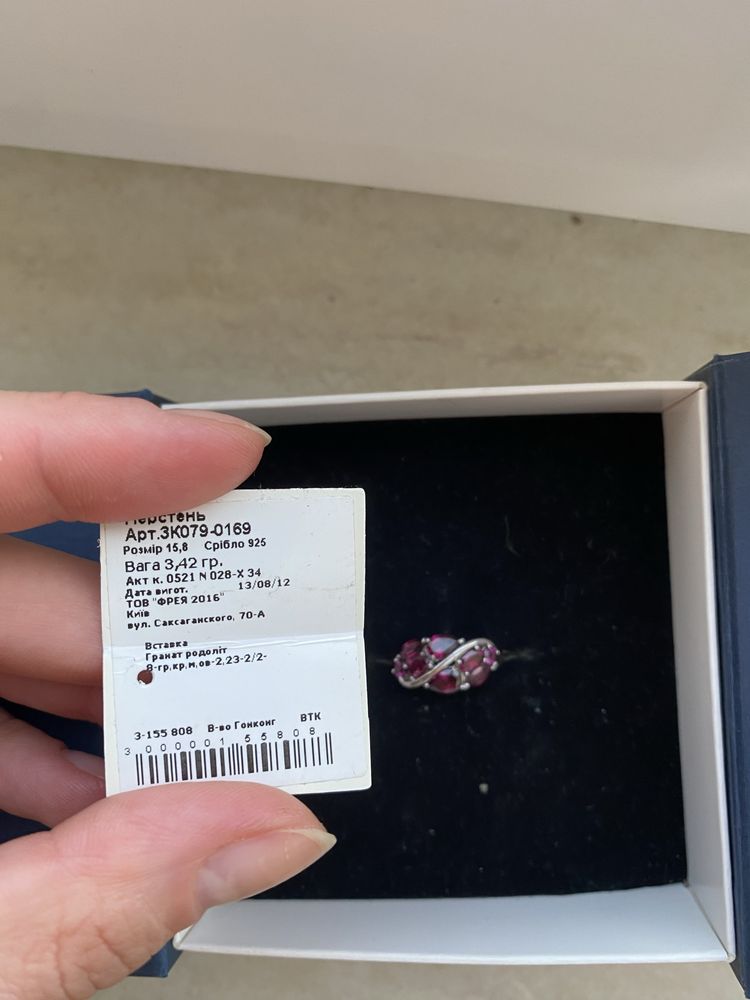 Перстень
Арт.3К079-0169
Розмір 15,8 Срібло 925
Вага 3,42 гр.
Акт к. 0521 N 028-Х 34
Дата вигот. 13/08/12
ТОВ "ФРЕЯ 2016"
Київ
вул. Саксаганского, 70-А
Вставка
Гранат родоліт
8-гр,кр,м,ов-2,23-2/2-
3-155 808 В-во Гонконг ВТК
3 000001 55808